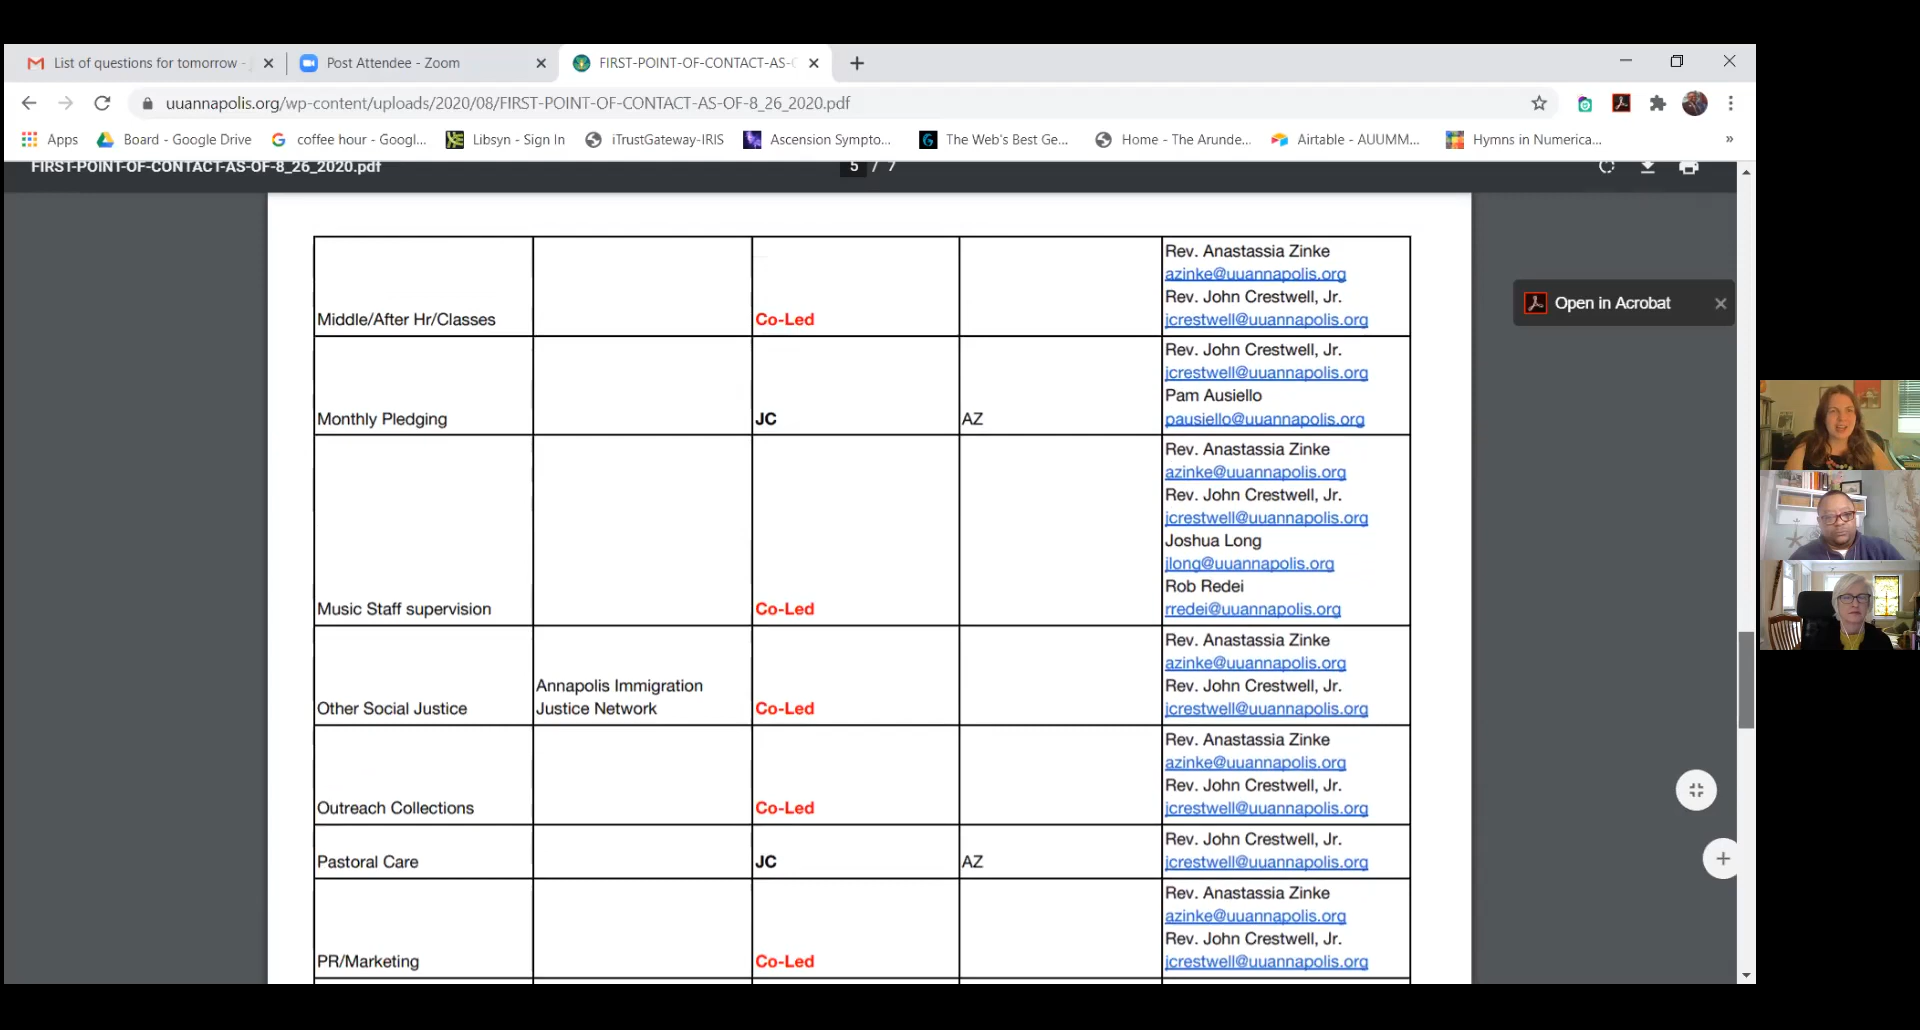 List of questions for tomorrow -
Post Attendee - Zoom
FIRST-POINT-OF-CONTACT-AS-
uuannapolis.org/wp-content/uploads/2020/08/FIRST-POINT-OF-CONTACT-AS-OF-8_26_2020.pdf
Apps
Board - Google Drive
coffee hour - Googl...
Libsyn - Sign In
iTrustGateway-IRIS
Ascension Sympto...
The Web's Best Ge...
Home - The Arunde...
Airtable - AUUMM...
Hymns in Numerica...
»
FIRST-POINT-OF-CONTACT-AS-OF-8_26_2020.pdf
5 / 7
Open in Acrobat
Rev. Anastassia Zinke
azinke@uuannapolis.org
Rev. John Crestwell, Jr.
Middle/After Hr/Classes Co-Led jcrestwell@uuannapolis.org
Rev. John Crestwell, Jr.
jcrestwell@uuannapolis.org
Pam Ausiello
Monthly Pledging JC AZ pausiello@uuannapolis.org
Rev. Anastassia Zinke
azinke@uuannapolis.org
Rev. John Crestwell, Jr.
jcrestwell@uuannapolis.org
Joshua Long
jlong@uuannapolis.org
Rob Redei
Music Staff supervision Co-Led rredei@uuannapolis.org
Rev. Anastassia Zinke
azinke@uuannapolis.org
Annapolis Immigration Rev. John Crestwell, Jr.
Other Social Justice Justice Network Co-Led jcrestwell@uuannapolis.org
Rev. Anastassia Zinke
azinke@uuannapolis.org
Rev. John Crestwell, Jr.
Outreach Collections Co-Led jcrestwell@uuannapolis.org
Rev. John Crestwell, Jr.
Pastoral Care JC AZ jcrestwell@uuannapolis.org
Rev. Anastassia Zinke
azinke@uuannapolis.org
Rev. John Crestwell, Jr.
PR/Marketing Co-Led jcrestwell@uuannapolis.org